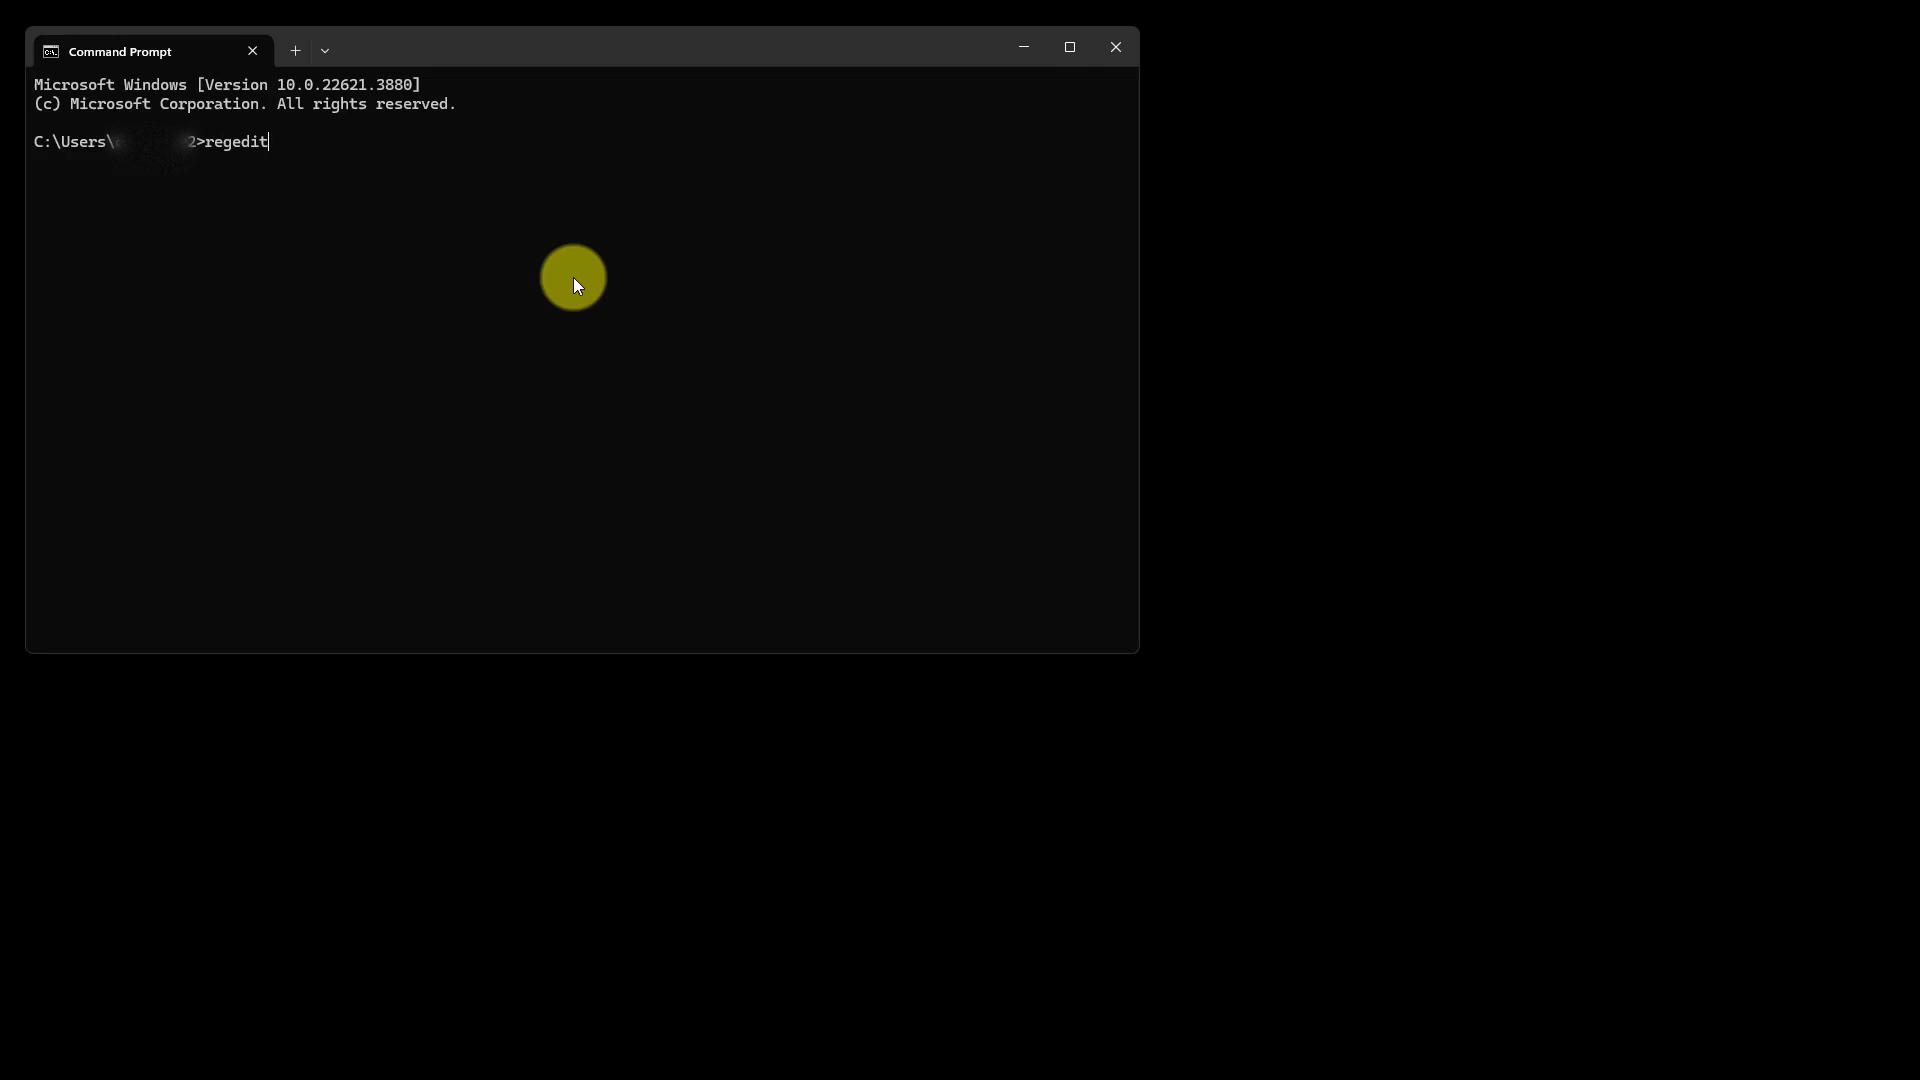 Command Prompt
Microsoft Windows [Version 10.0.22621.3880]
(c) Microsoft Corporation. All rights reserved.
C:\Users\ 2>regedit